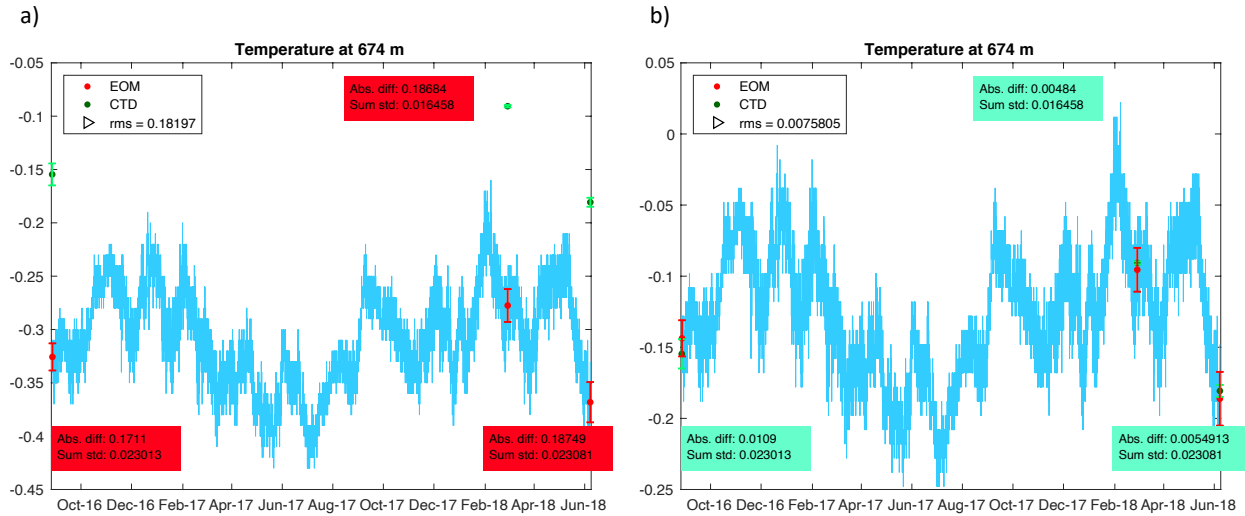 a)
Temperature at 674 m
-0.05
-0.1
-0.15
-0.2
-0.25
-0.3
-0.35
-0.4
-0.45
EOM
CTD
rms = 0.18197
Abs. diff: 0.18684
Sum std: 0.016458
Abs. diff: 0.1711
Sum std: 0.023013
Abs. diff: 0.18749
Sum std: 0.023081
Oct-16 Dec-16 Feb-17 Apr-17 Jun-17 Aug-17 Oct-17 Dec-17 Feb-18 Apr-18 Jun-18
b)
Temperature at 674 m
0.05
0
-0.05
-0.1
-0.15
-0.2
-0.25
EOM
CTD
rms = 0.0075805
Abs. diff: 0.00484
Sum std: 0.016458
Abs. diff: 0.0109
Sum std: 0.023013
Abs. diff: 0.0054913
Sum std: 0.023081
Oct-16 Dec-16 Feb-17 Apr-17 Jun-17 Aug-17 Oct-17 Dec-17 Feb-18 Apr-18 Jun-18